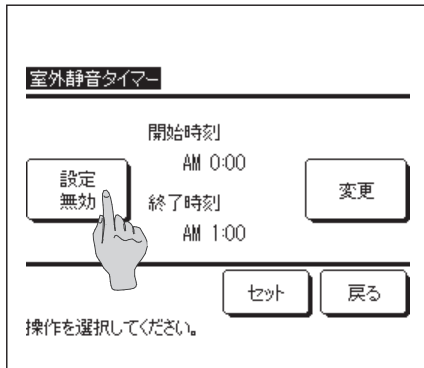 室外静音タイマー
開始時刻
AM 0:00
設定
無効
終了時刻
AM 1:00
変更
セット
戻る
操作を選択してください。